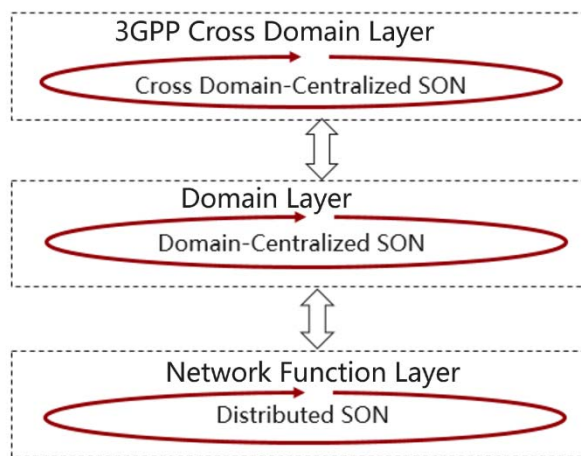 3GPP Cross Domain Layer
Cross Domain-Centralized SON
Domain Layer
Domain-Centralized SON
Network Function Layer
Distributed SON